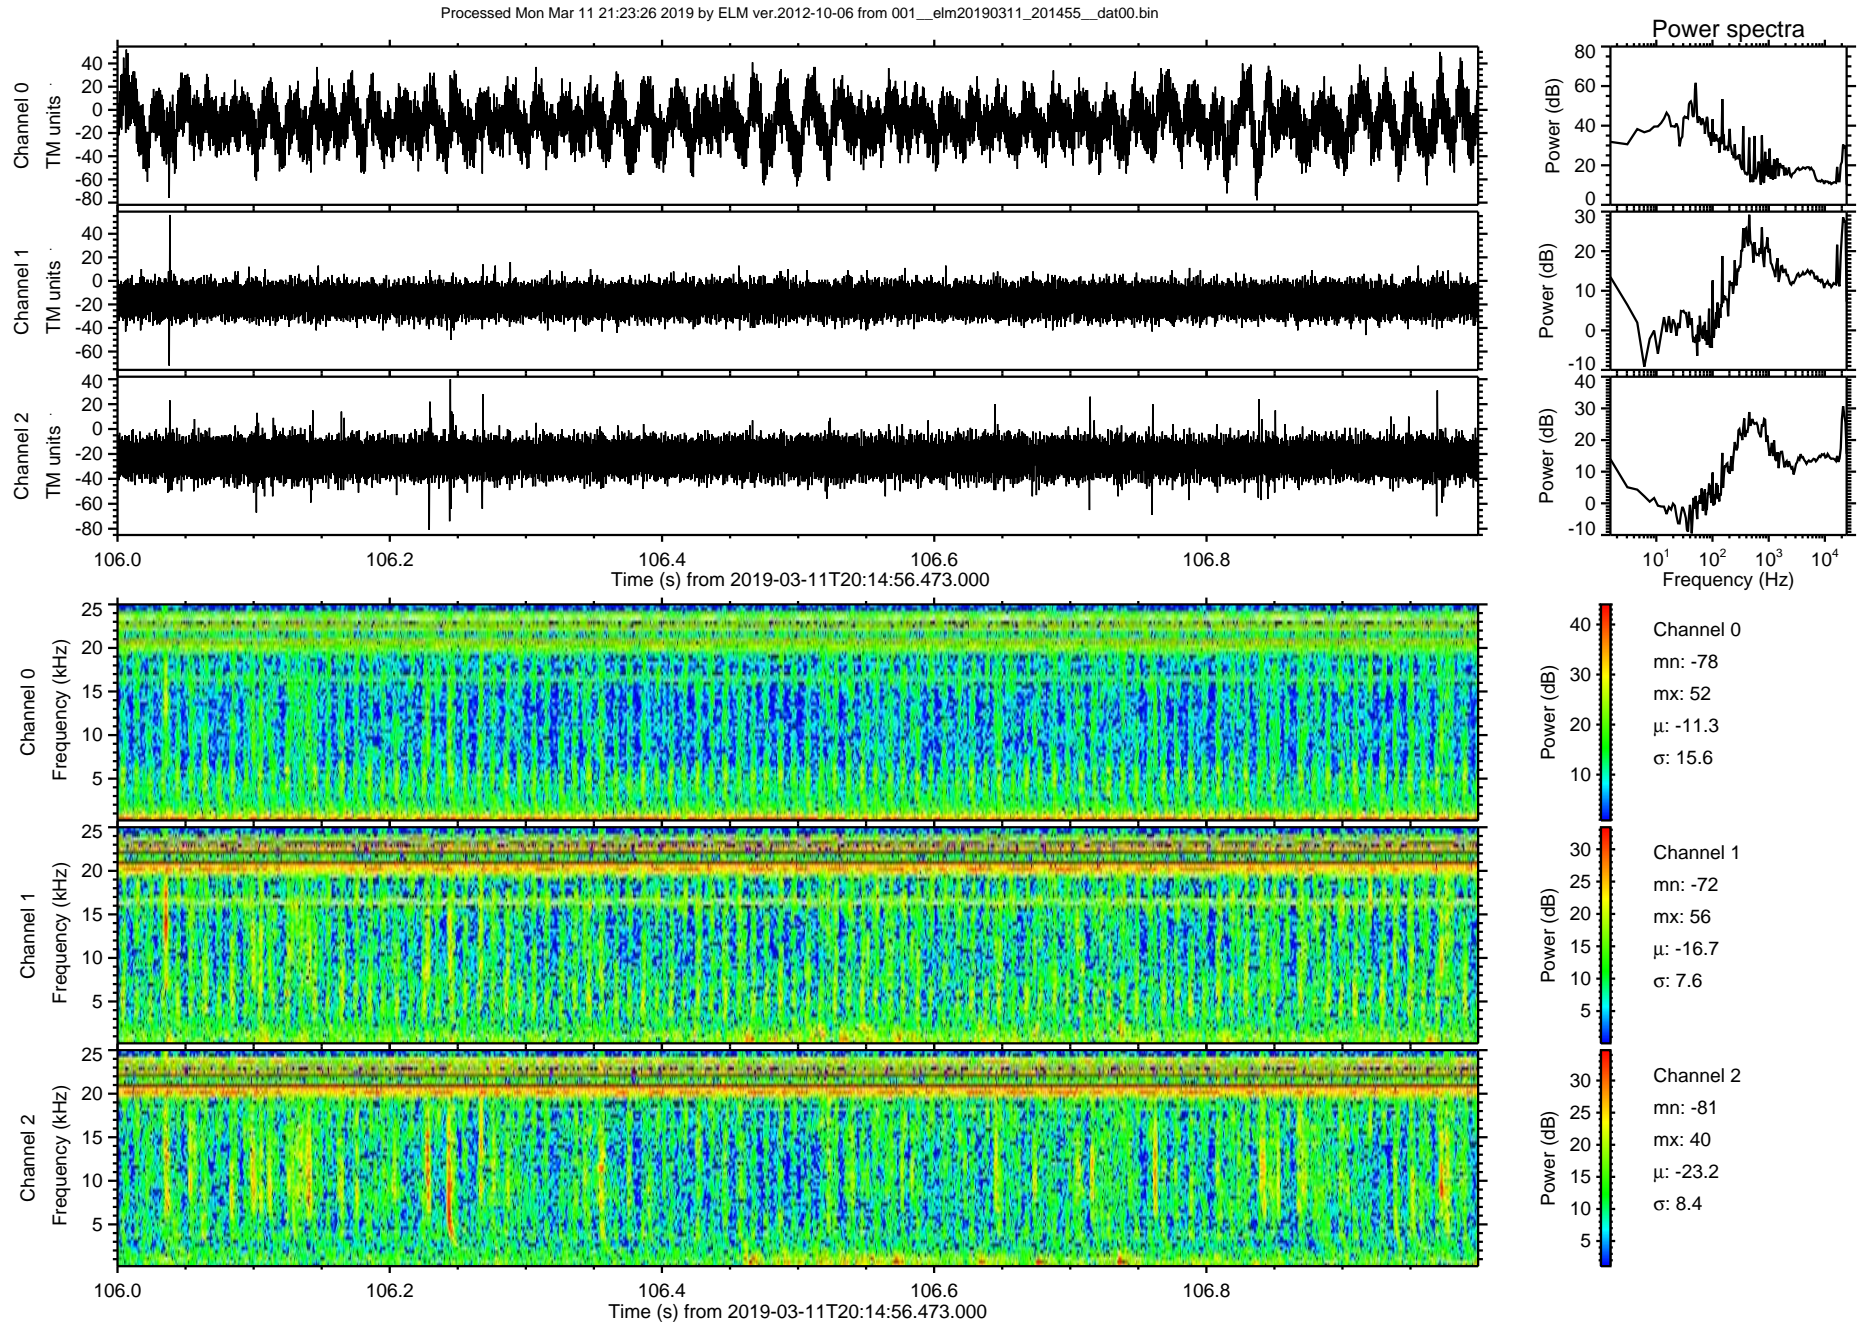 Processed Mon Mar 11 21:23:26 2019 by ELM ver.2012-10-06 from 001__elm20190311_201455__dat00.bin
Power spectra
Channel 0
TM units
40
20
0
-20
-40
-60
-80
Power (dB)
80
60
40
20
0
Channel 1
TM units
40
20
0
-20
-40
-60
Power (dB)
30
20
10
0
-10
Channel 2
TM units
40
20
0
-20
-40
-60
-80
Power (dB)
40
30
20
10
0
-10
106.0 106.2 106.4 106.6 106.8
Time (s) from 2019-03-11T20:14:56.473.000
10^1 10^2 10^3 10^4
Frequency (Hz)
Channel 0
Frequency (kHz)
25
20
15
10
5
Power (dB)
40
30
20
10
Channel 0
mn: -78
mx: 52
μ: -11.3
σ: 15.6
Channel 1
Frequency (kHz)
25
20
15
10
5
Power (dB)
30
25
20
15
10
5
Channel 1
mn: -72
mx: 56
μ: -16.7
σ: 7.6
Channel 2
Frequency (kHz)
25
20
15
10
5
Power (dB)
30
25
20
15
10
5
Channel 2
mn: -81
mx: 40
μ: -23.2
σ: 8.4
106.0 106.2 106.4 106.6 106.8
Time (s) from 2019-03-11T20:14:56.473.000